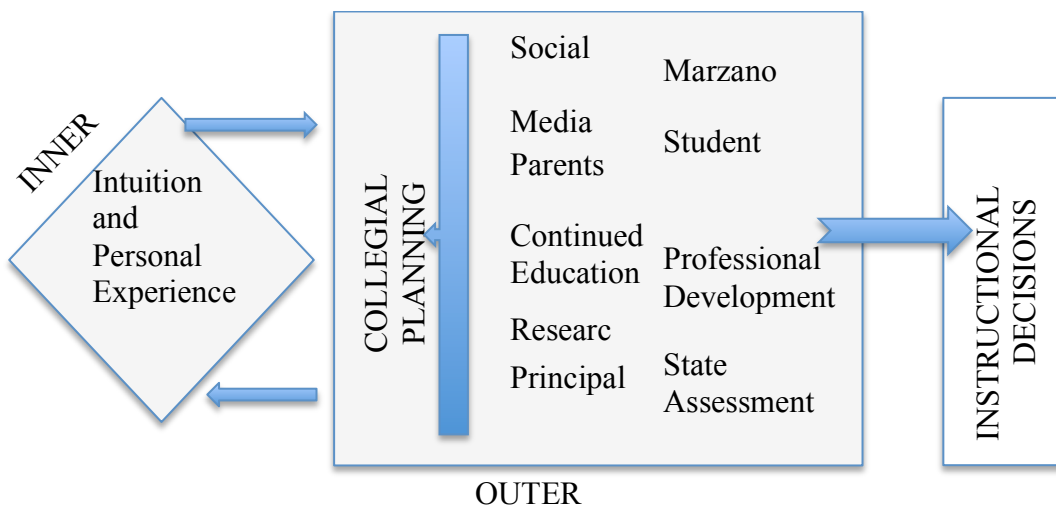 INNER
Intuition
and
Personal
Experience
COLLEGIAL
PLANNING
Social
Media
Parents
Continued
Education
Researc
Principal
Marzano
Student
Professional
Development
State
Assessment
OUTER
INSTRUCTIONAL
DECISIONS